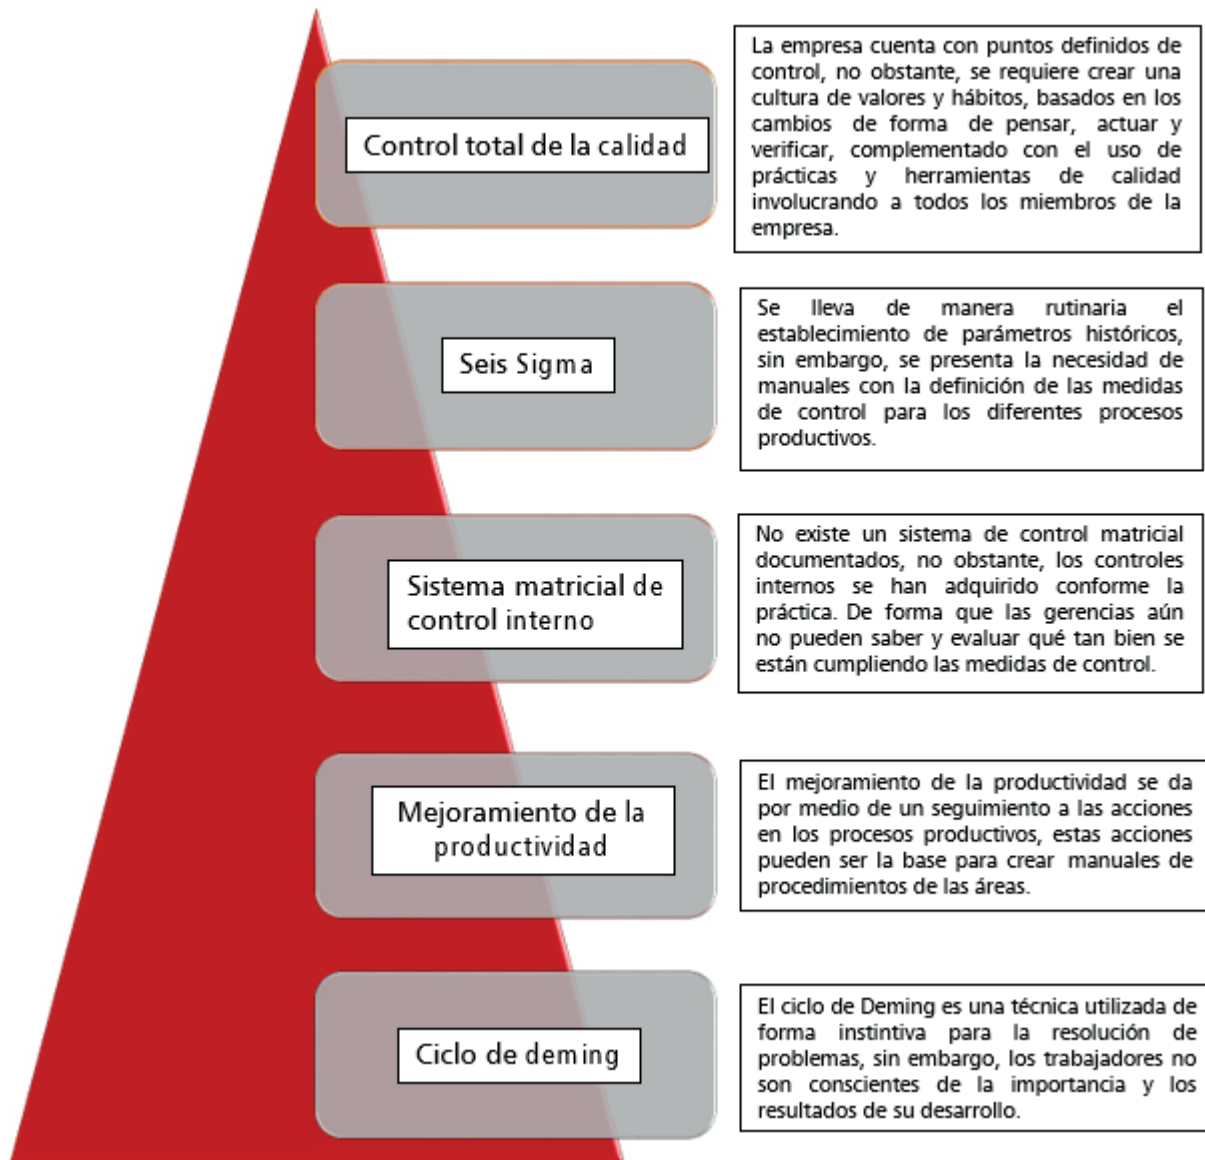 Control total de la calidad
La empresa cuenta con puntos definidos de
control, no obstante, se requiere crear una
cultura de valores y hábitos, basados en los
cambios de forma de pensar, actuar y
verificar, complementado con el uso de
prácticas y herramientas de calidad
involucrando a todos los miembros de la
empresa.
Seis Sigma
Se lleva de manera rutinaria el
establecimiento de parámetros históricos,
sin embargo, se presenta la necesidad de
manuales con la definición de las medidas
de control para los diferentes procesos
productivos.
Sistema matricial de
control interno
No existe un sistema de control matricial
documentados, no obstante, los controles
internos se han adquirido conforme la
práctica. De forma que las gerencias aún
no pueden saber y evaluar qué tan bien se
están cumpliendo las medidas de control.
Mejoramiento de la
productividad
El mejoramiento de la productividad se da
por medio de un seguimiento a las acciones
en los procesos productivos, estas acciones
pueden ser la base para crear manuales de
procedimientos de las áreas.
Ciclo de deming
El ciclo de Deming es una técnica utilizada de
forma instintiva para la resolución de
problemas, sin embargo, los trabajadores no
son conscientes de la importancia y los
resultados de su desarrollo.